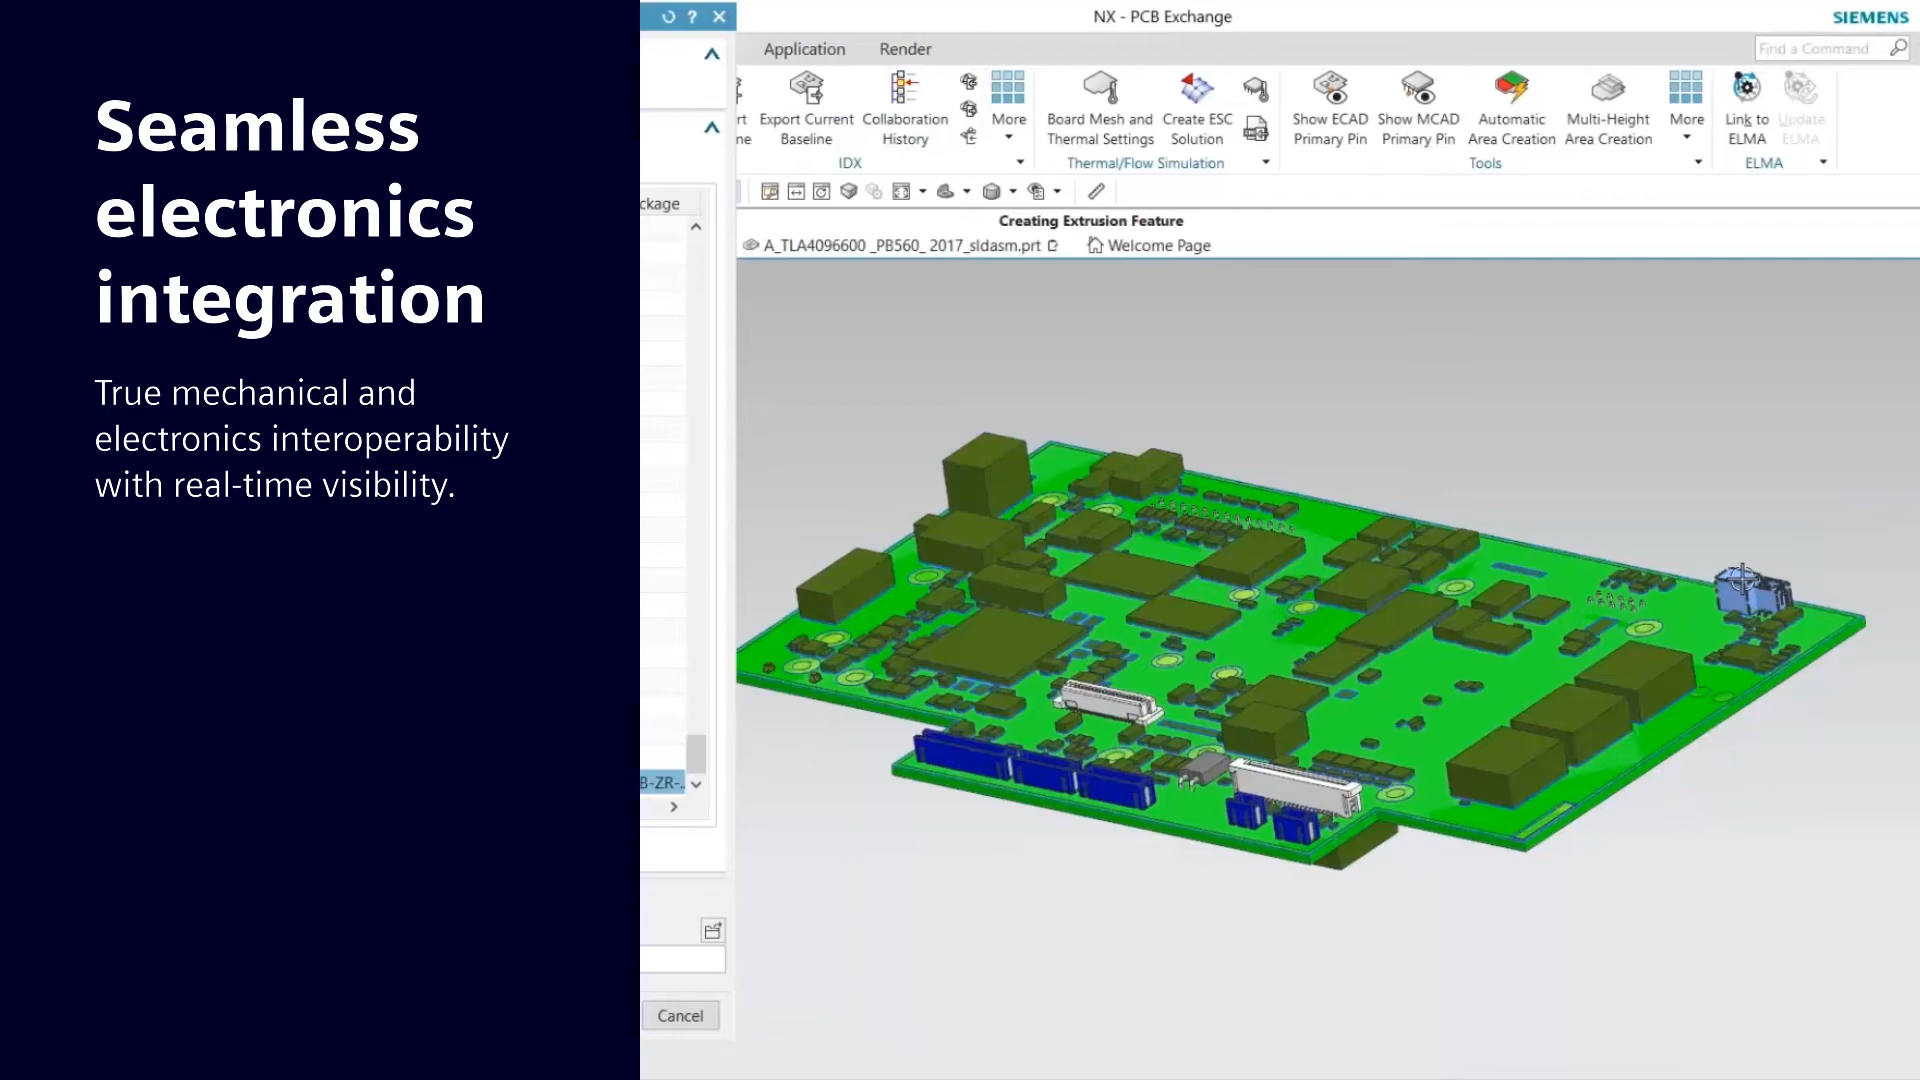 Seamless
electronics
integration
True mechanical and
electronics interoperability
with real-time visibility.
NX - PCB Exchange
SIEMENS
Application Render
Find a Command
Export Current Baseline
Collaboration History
More
IDX
Board Mesh and Thermal Settings
Create ESC Solution
Thermal/Flow Simulation
Show ECAD Primary Pin
Show MCAD Primary Pin
Automatic Area Creation
Multi-Height Area Creation
More
Tools
Link to ELMA
Update ELMA
ELMA
Creating Extrusion Feature
A_TLA4096600 _PB560_ 2017_sldasm.prt
Welcome Page
ckage
B-ZR-..
Cancel